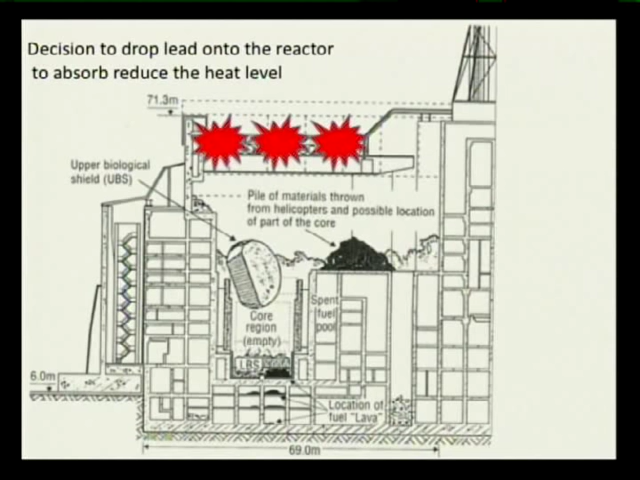 Decision to drop lead onto the reactor
to absorb reduce the heat level
71.3m
Upper biological
shield (UBS)
Pile of materials thrown
from helicopters and possible location
of part of the core
Core
region
(empty)
Spent
fuel
pool
LBS
6.0m
Location of
fuel "Lava"
69.0m